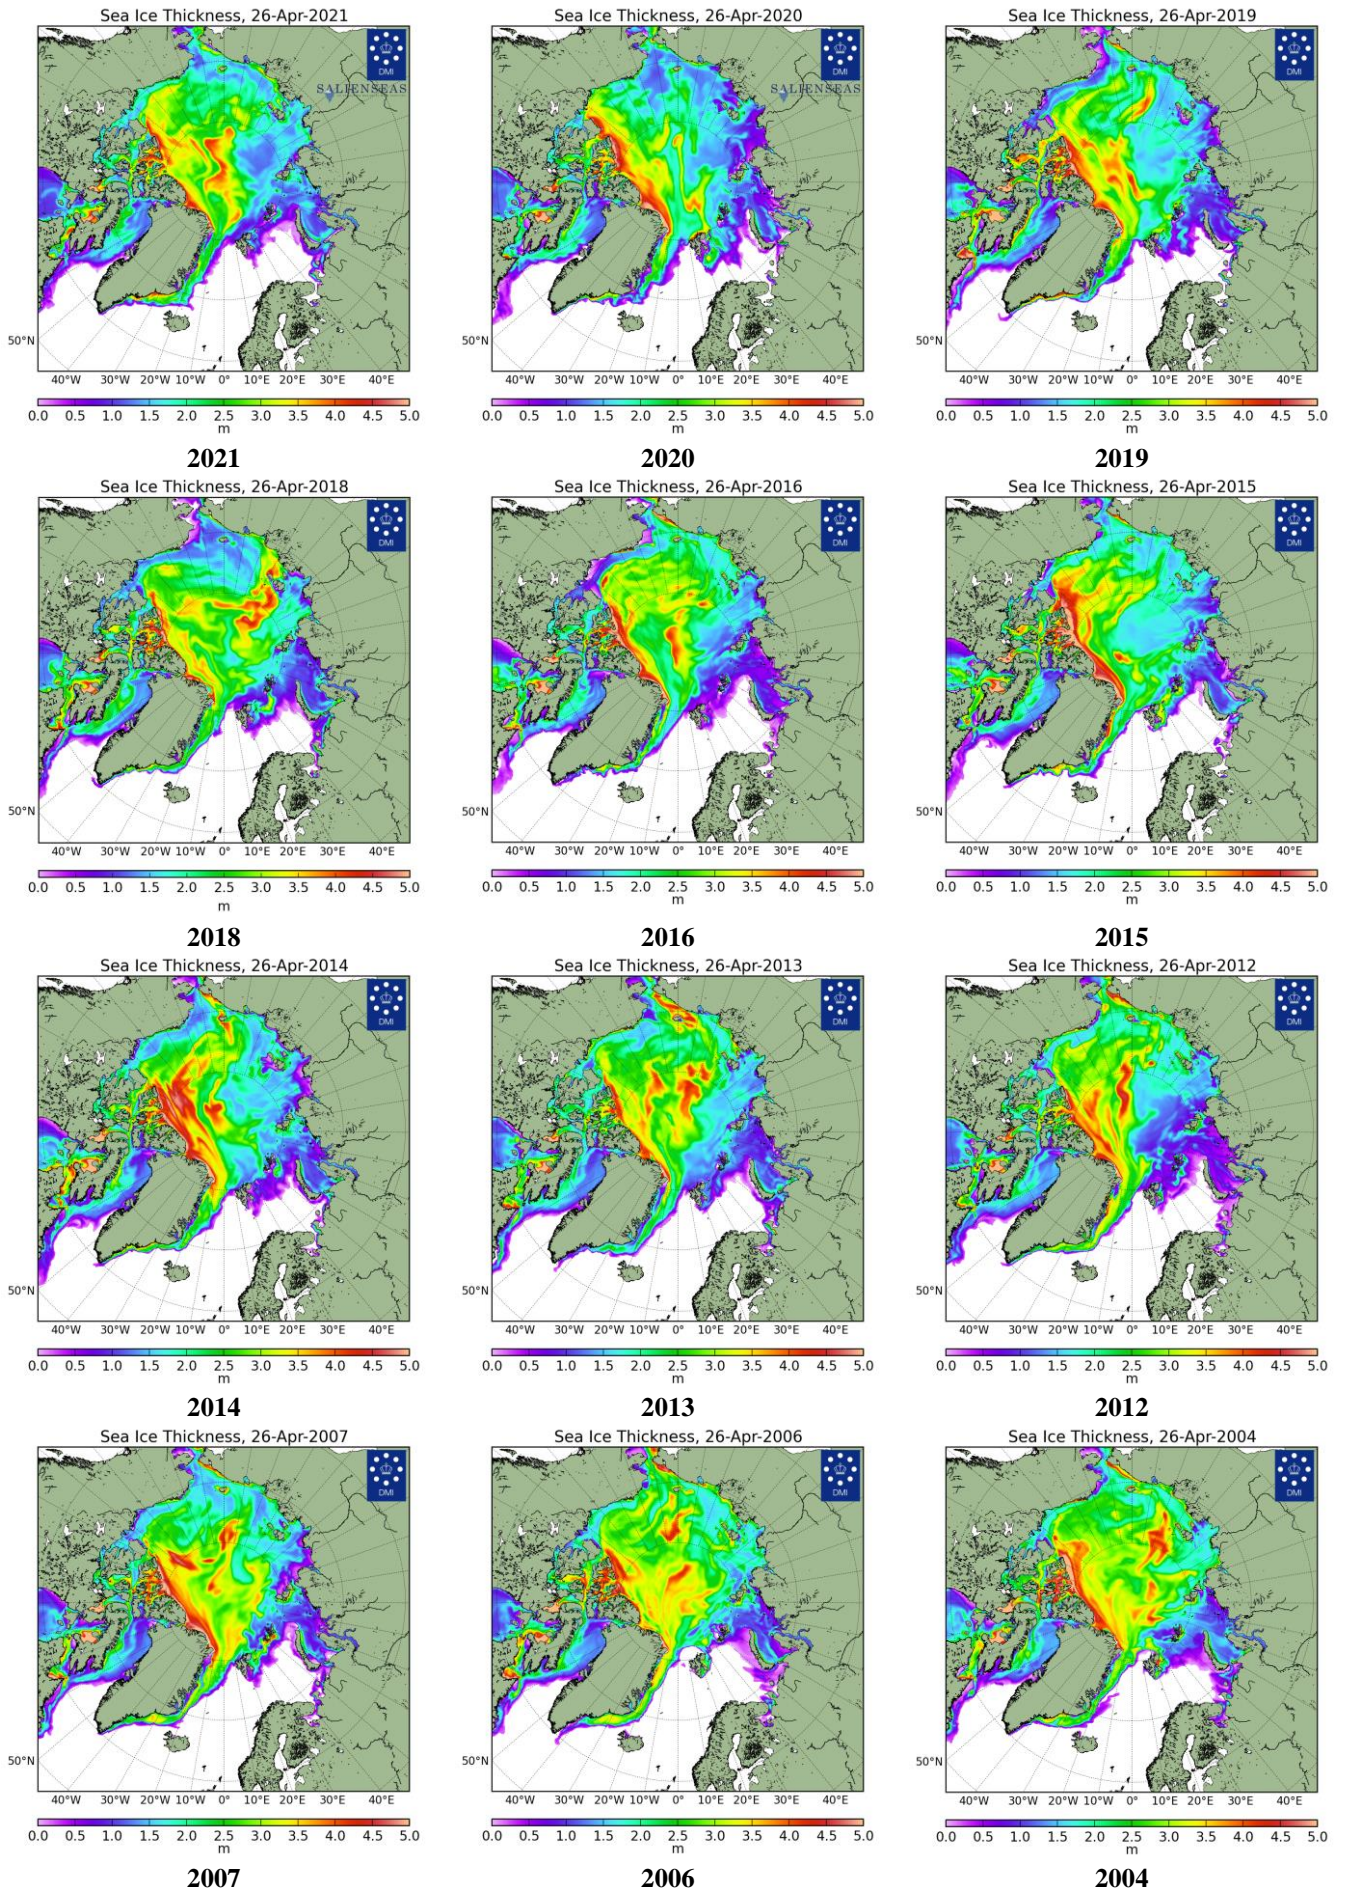 Sea Ice Thickness, 26-Apr-2021 Sea Ice Thickness, 26-Apr-2020 Sea Ice Thickness, 26-Apr-2019
DMI DMI DMI
SALIENSEAS SALIENSEAS
50°N 50°N 50°N
40°W 30°W 20°W 10°W 0° 10°E 20°E 30°E 40°E 40°W 30°W 20°W 10°W 0° 10°E 20°E 30°E 40°E 40°W 30°W 20°W 10°W 0° 10°E 20°E 30°E 40°E
0.0 0.5 1.0 1.5 2.0 2.5 3.0 3.5 4.0 4.5 5.0 0.0 0.5 1.0 1.5 2.0 2.5 3.0 3.5 4.0 4.5 5.0 0.0 0.5 1.0 1.5 2.0 2.5 3.0 3.5 4.0 4.5 5.0
m m m
2021 2020 2019
Sea Ice Thickness, 26-Apr-2018 Sea Ice Thickness, 26-Apr-2016 Sea Ice Thickness, 26-Apr-2015
DMI DMI DMI
50°N 50°N 50°N
40°W 30°W 20°W 10°W 0° 10°E 20°E 30°E 40°E 40°W 30°W 20°W 10°W 0° 10°E 20°E 30°E 40°E 40°W 30°W 20°W 10°W 0° 10°E 20°E 30°E 40°E
0.0 0.5 1.0 1.5 2.0 2.5 3.0 3.5 4.0 4.5 5.0 0.0 0.5 1.0 1.5 2.0 2.5 3.0 3.5 4.0 4.5 5.0 0.0 0.5 1.0 1.5 2.0 2.5 3.0 3.5 4.0 4.5 5.0
m m m
2018 2016 2015
Sea Ice Thickness, 26-Apr-2014 Sea Ice Thickness, 26-Apr-2013 Sea Ice Thickness, 26-Apr-2012
DMI DMI DMI
50°N 50°N 50°N
40°W 30°W 20°W 10°W 0° 10°E 20°E 30°E 40°E 40°W 30°W 20°W 10°W 0° 10°E 20°E 30°E 40°E 40°W 30°W 20°W 10°W 0° 10°E 20°E 30°E 40°E
0.0 0.5 1.0 1.5 2.0 2.5 3.0 3.5 4.0 4.5 5.0 0.0 0.5 1.0 1.5 2.0 2.5 3.0 3.5 4.0 4.5 5.0 0.0 0.5 1.0 1.5 2.0 2.5 3.0 3.5 4.0 4.5 5.0
m m m
2014 2013 2012
Sea Ice Thickness, 26-Apr-2007 Sea Ice Thickness, 26-Apr-2006 Sea Ice Thickness, 26-Apr-2004
DMI DMI DMI
50°N 50°N 50°N
40°W 30°W 20°W 10°W 0° 10°E 20°E 30°E 40°E 40°W 30°W 20°W 10°W 0° 10°E 20°E 30°E 40°E 40°W 30°W 20°W 10°W 0° 10°E 20°E 30°E 40°E
0.0 0.5 1.0 1.5 2.0 2.5 3.0 3.5 4.0 4.5 5.0 0.0 0.5 1.0 1.5 2.0 2.5 3.0 3.5 4.0 4.5 5.0 0.0 0.5 1.0 1.5 2.0 2.5 3.0 3.5 4.0 4.5 5.0
m m m
2007 2006 2004